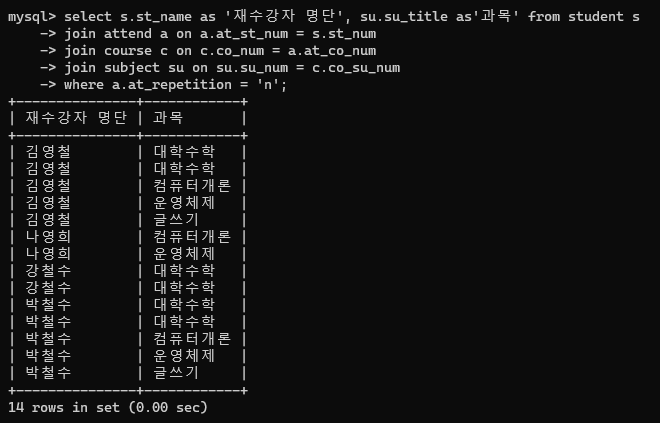 mysql> select s.st_name as '재수강자 명단', su.su_title as'과목' from student s
    -> join attend a on a.at_st_num = s.st_num
    -> join course c on c.co_num = a.at_co_num
    -> join subject su on su.su_num = c.co_su_num
    -> where a.at_repetition = 'n';
+---------------+------------+
| 재수강자 명단 | 과목       |
+---------------+------------+
| 김영철        | 대학수학   |
| 김영철        | 대학수학   |
| 김영철        | 컴퓨터개론 |
| 김영철        | 운영체제   |
| 김영철        | 글쓰기     |
| 나영희        | 컴퓨터개론 |
| 나영희        | 운영체제   |
| 강철수        | 대학수학   |
| 강철수        | 대학수학   |
| 박철수        | 대학수학   |
| 박철수        | 대학수학   |
| 박철수        | 컴퓨터개론 |
| 박철수        | 운영체제   |
| 박철수        | 글쓰기     |
+---------------+------------+
14 rows in set (0.00 sec)